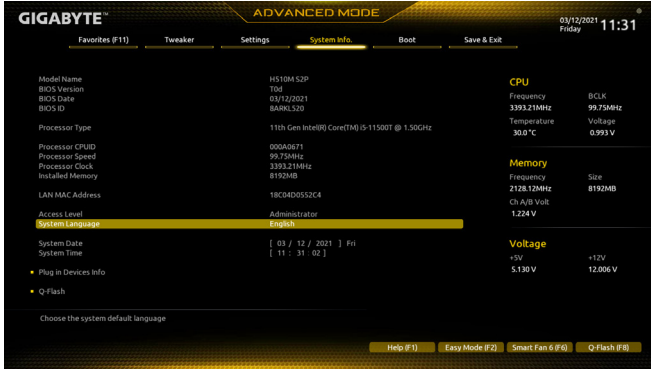 GIGABYTE™
ADVANCED MODE
03/12/2021 Friday 11:31
Favorites (F11) Tweaker Settings System Info. Boot Save & Exit
Model Name H510M S2P
BIOS Version T0d
BIOS Date 03/12/2021
BIOS ID 8ARKLS20
Processor Type 11th Gen Intel(R) Core(TM) i5-11500T @ 1.50GHz
Processor CPUID 000A0671
Processor Speed 99.75MHz
Processor Clock 3393.21MHz
Installed Memory 8192MB
LAN MAC Address 18C04D0552C4
Access Level Administrator
System Language English
System Date [ 03 / 12 / 2021 ] Fri
System Time [ 11 : 31 : 02 ]
Plug in Devices Info
Q-Flash
Choose the system default language
CPU
Frequency BCLK
3393.21MHz 99.75MHz
Temperature Voltage
30.0 °C 0.993 V
Memory
Frequency Size
2128.12MHz 8192MB
Ch A/B Volt
1.224 V
Voltage
+5V +12V
5.130 V 12.006 V
Help (F1) Easy Mode (F2) Smart Fan 6 (F6) Q-Flash (F8)